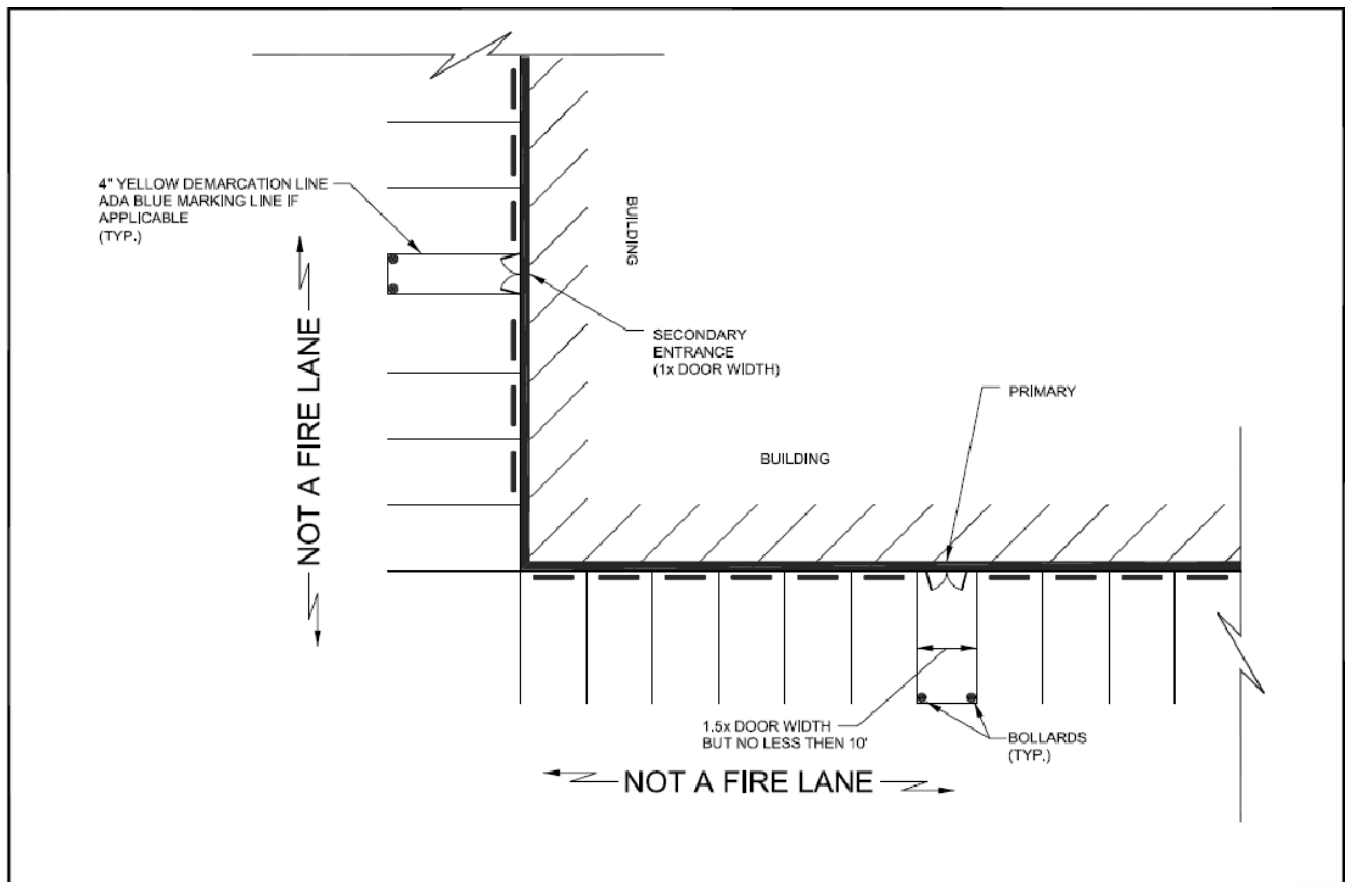 4" YELLOW DEMARCATION LINE
ADA BLUE MARKING LINE IF
APPLICABLE
(TYP.)
BUILDING
SECONDARY
ENTRANCE
(1x DOOR WIDTH)
NOT A FIRE LANE
PRIMARY
BUILDING
1.5x DOOR WIDTH
BUT NO LESS THEN 10'
BOLLARDS
(TYP.)
NOT A FIRE LANE